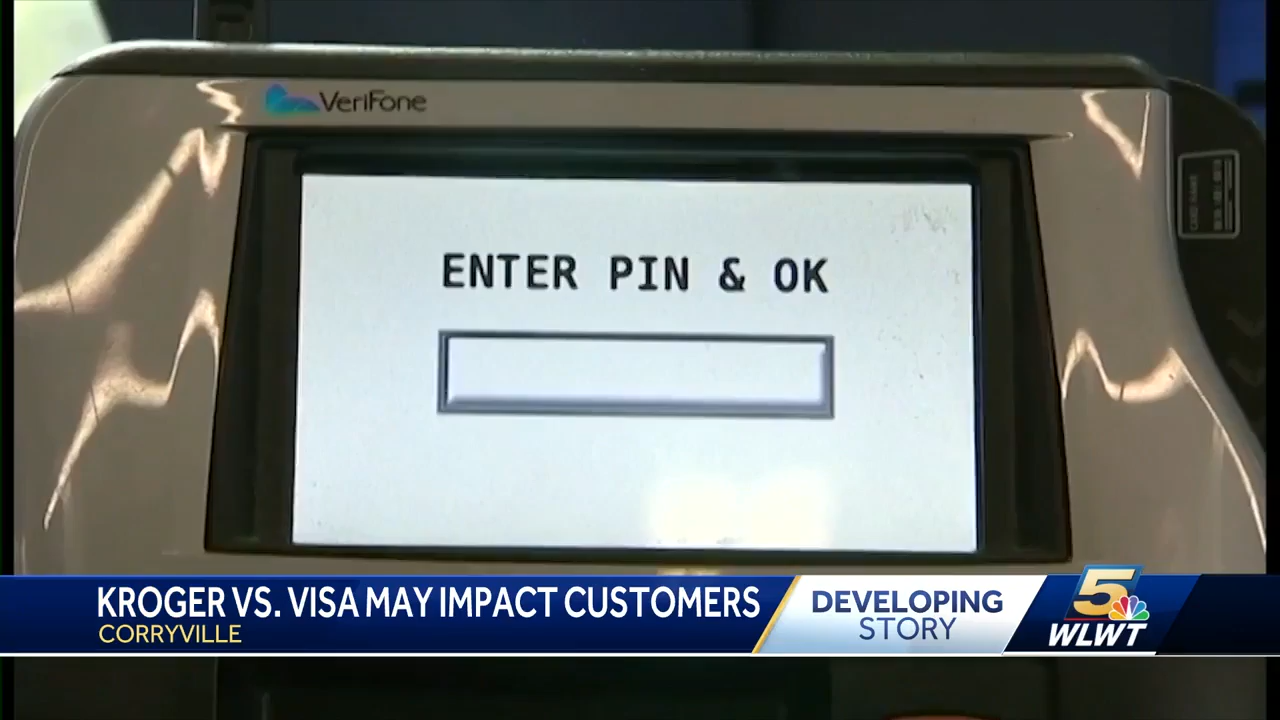 VeriFone
ENTER PIN & OK
KROGER VS. VISA MAY IMPACT CUSTOMERS
CORRYVILLE
DEVELOPING
STORY
5
WLWT